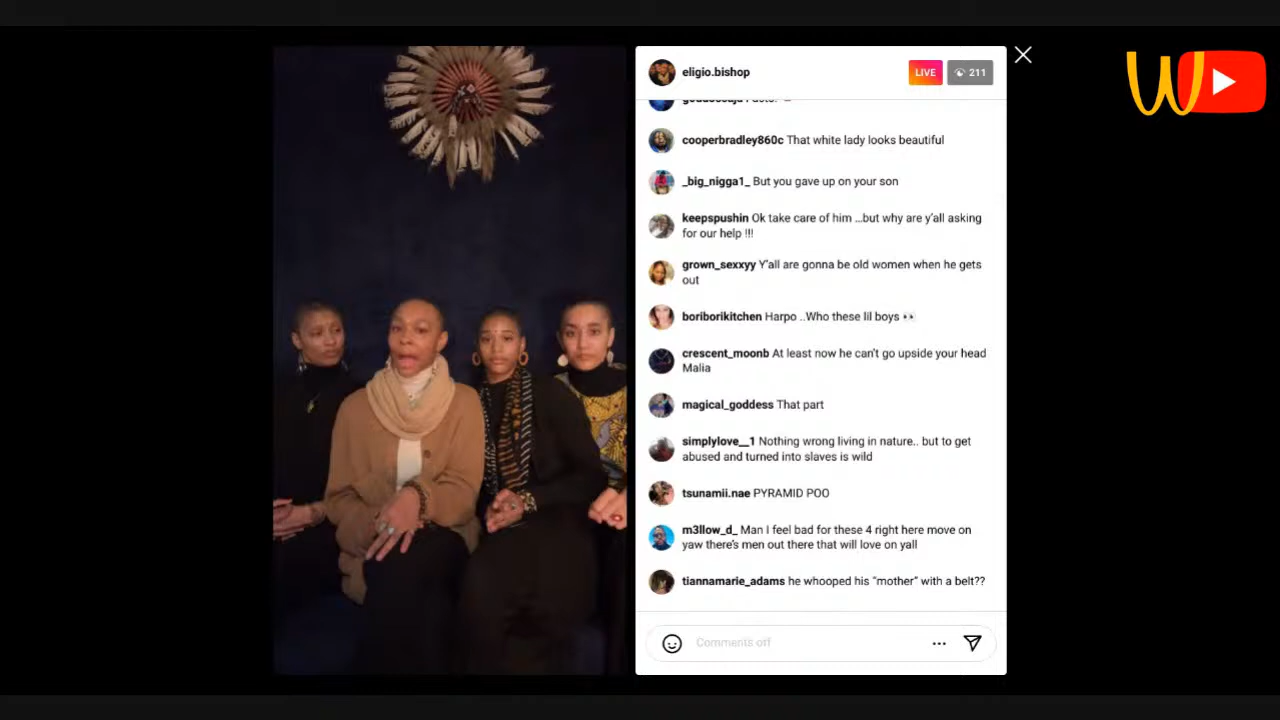 eligio.bishop
LIVE
211
cooperbradley860c That white lady looks beautiful
_big_nigga1_ But you gave up on your son
keepspushin Ok take care of him ...but why are y'all asking
for our help !!!
grown_sexxyy Y'all are gonna be old women when he gets
out
boriborikitchen Harpo ..Who these lil boys 👀
crescent_moonb At least now he can't go upside your head
Malia
magical_goddess That part
simplylove__1 Nothing wrong living in nature.. but to get
abused and turned into slaves is wild
tsunamii.nae PYRAMID POO
m3llow_d_ Man I feel bad for these 4 right here move on
yaw there's men out there that will love on yall
tiannamarie_adams he whooped his "mother" with a belt??
Comments off
W